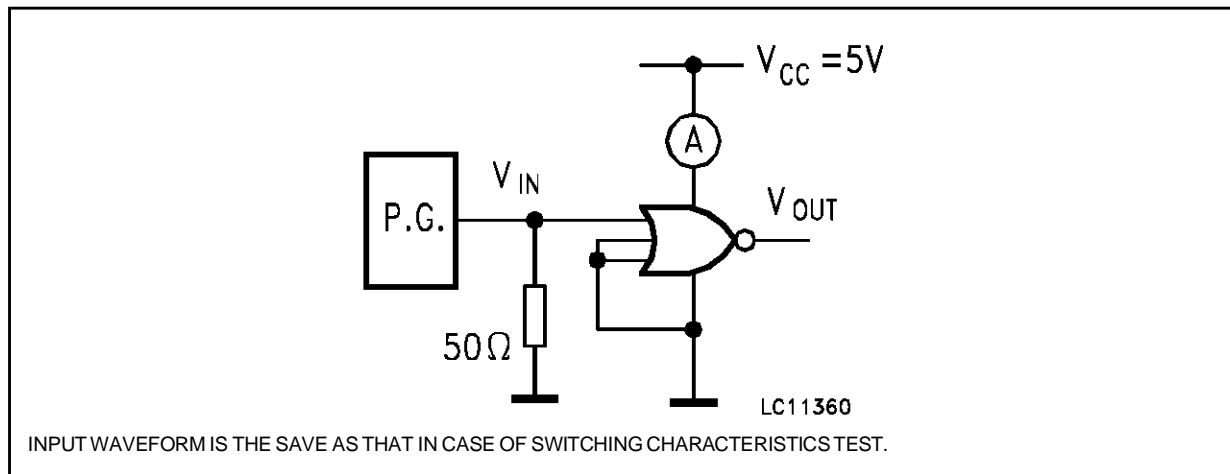 V_CC =5V
A
V_IN
P.G.
V_OUT
50Ω
LC11360
INPUT WAVEFORM IS THE SAVE AS THAT IN CASE OF SWITCHING CHARACTERISTICS TEST.